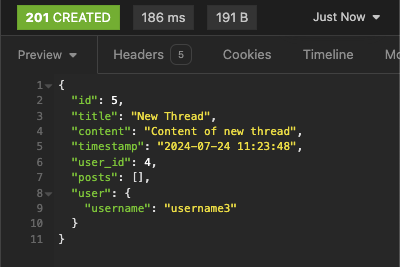 201 CREATED 186 ms 191 B Just Now
Preview Headers 5 Cookies Timeline Mo
1 {
2 "id": 5,
3 "title": "New Thread",
4 "content": "Content of new thread",
5 "timestamp": "2024-07-24 11:23:48",
6 "user_id": 4,
7 "posts": [],
8 "user": {
9 "username": "username3"
10 }
11 }